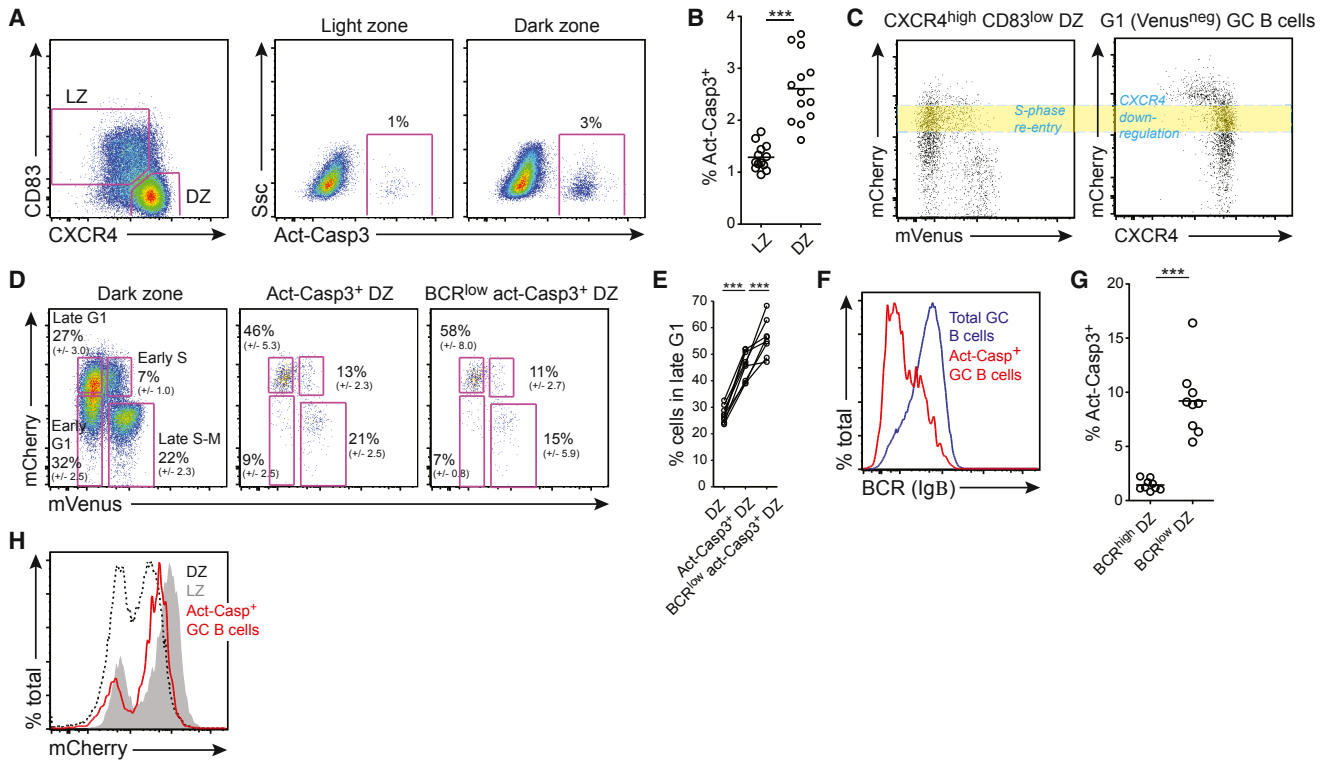 A
Light zone
Dark zone
LZ
DZ
1%
3%
CD83
CXCR4
Ssc
Act-Casp3
B
***
% Act-Casp3+
4
3
2
1
0
LZ
DZ
C
CXCR4high CD83low DZ
G1 (Venusneg) GC B cells
S-phase
re-entry
CXCR4
down-
regulation
mCherry
mVenus
mCherry
CXCR4
D
Dark zone
Act-Casp3+ DZ
BCRlow act-Casp3+ DZ
Late G1
27%
(+/- 3.0)
Early S
7%
(+/- 1.0)
Early
G1
32%
(+/- 2.5)
Late S-M
22%
(+/- 2.3)
46%
(+/- 5.3)
13%
(+/- 2.3)
9%
(+/- 2.5)
21%
(+/- 2.5)
58%
(+/- 8.0)
11%
(+/- 2.7)
7%
(+/- 0.8)
15%
(+/- 5.9)
mCherry
mVenus
E
*** ***
% cells in late G1
70
60
50
40
30
20
10
0
DZ
Act-Casp3+ DZ
BCRlow act-Casp3+ DZ
F
Total GC
B cells
Act-Casp+
GC B cells
% total
BCR (IgB)
G
***
% Act-Casp3+
20
15
10
5
0
BCRhigh DZ
BCRlow DZ
H
DZ
LZ
Act-Casp+
GC B cells
% total
mCherry